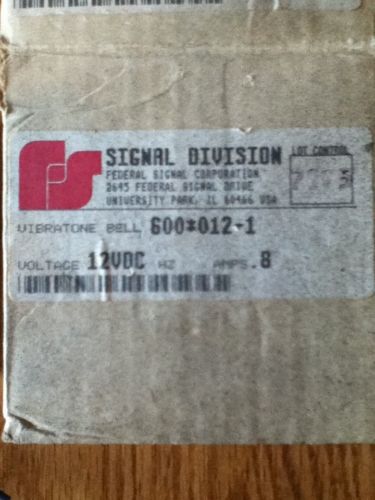 SIGNAL DIVISION
FEDERAL SIGNAL CORPORATION
2645 FEDERAL SIGNAL DRIVE
UNIVERSITY PARK, IL 60466 USA
LOT CONTROL
VIBRATONE BELL 600*012-1
VOLTAGE 12VDC HZ AMPS .8